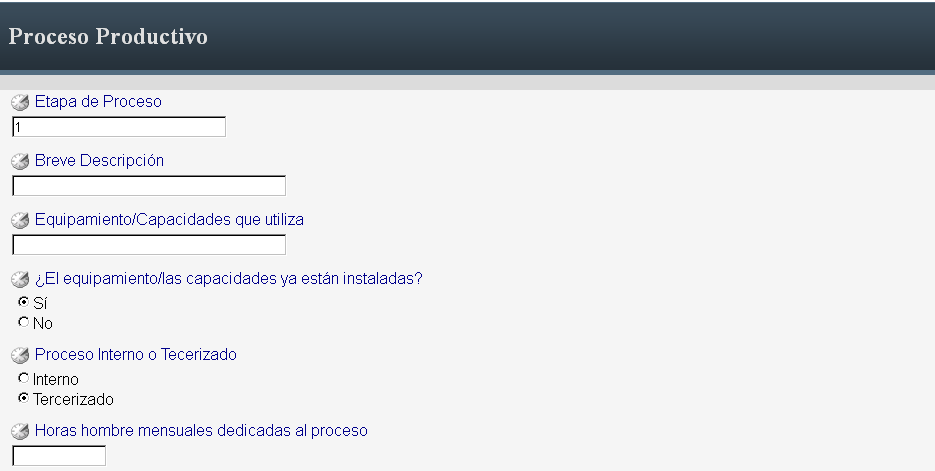 Proceso Productivo
Etapa de Proceso
1
Breve Descripción
Equipamiento/Capacidades que utiliza
¿El equipamiento/las capacidades ya están instaladas?
Sí
No
Proceso Interno o Tecerizado
Interno
Tercerizado
Horas hombre mensuales dedicadas al proceso